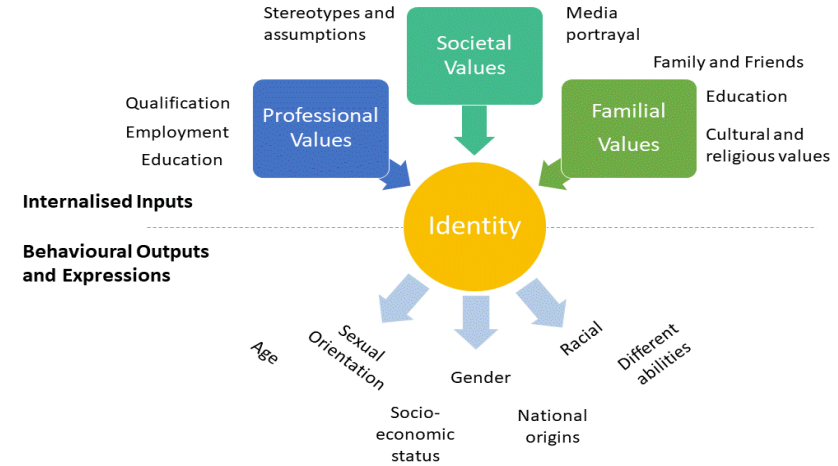 Stereotypes and
assumptions
Societal
Values
Media
portrayal
Family and Friends
Qualification
Employment
Education
Professional
Values
Familial
Values
Education
Cultural and
religious values
Internalised Inputs
Identity
Behavioural Outputs
and Expressions
Age
Sexual
Orientation
Gender
Racial
Different
abilities
Socio-
economic
status
National
origins